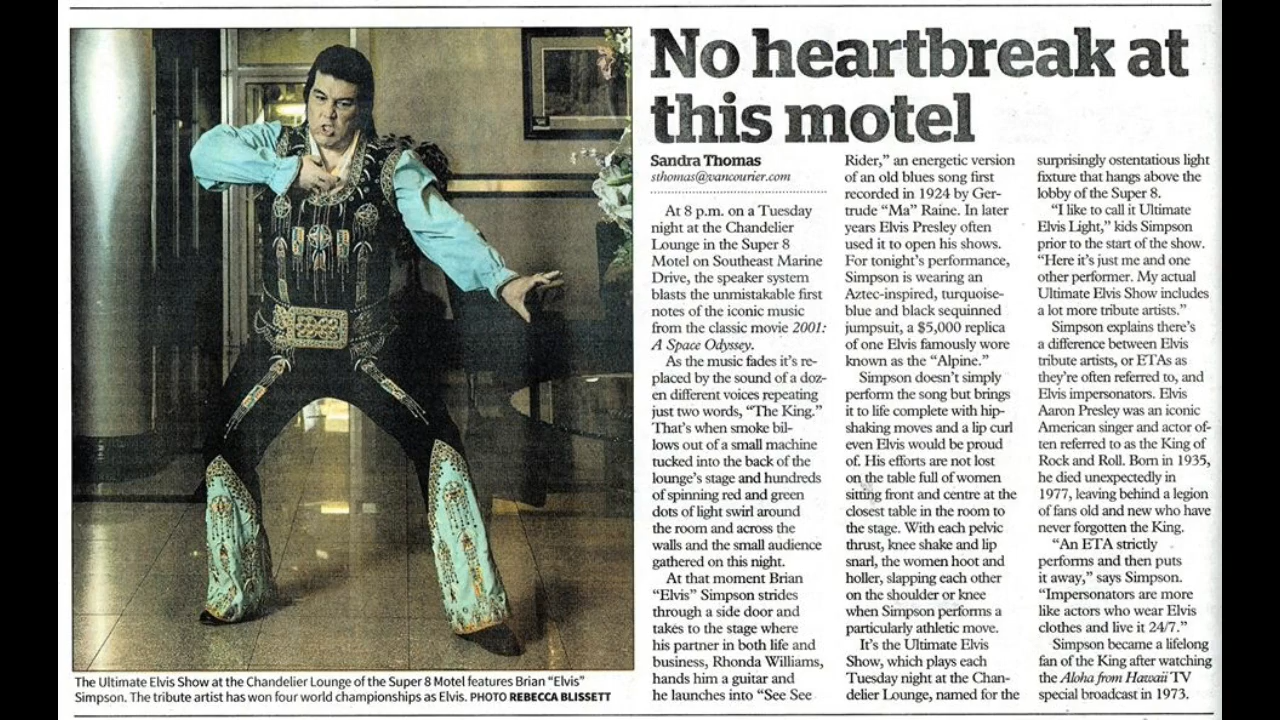 No heartbreak at
this motel
Sandra Thomas
sthomas@vancourier.com
At 8 p.m. on a Tuesday
night at the Chandelier
Lounge in the Super 8
Motel on Southeast Marine
Drive, the speaker system
blasts the unmistakable first
notes of the iconic music
from the classic movie 2001:
A Space Odyssey.
As the music fades it's re-
placed by the sound of a doz-
en different voices repeating
just two words, “The King.”
That's when smoke bil-
lows out of a small machine
tucked into the back of the
lounge's stage and hundreds
of spinning red and green
dots of light swirl around
the room and across the
walls and the small audience
gathered on this night.
At that moment Brian
“Elvis” Simpson strides
through a side door and
takes to the stage where
his partner in both life and
business, Rhonda Williams,
hands him a guitar and
he launches into “See See
Rider,” an energetic version
of an old blues song first
recorded in 1924 by Ger-
trude “Ma” Raine. In later
years Elvis Presley often
used it to open his shows.
For tonight's performance,
Simpson is wearing an
Aztec-inspired, turquoise-
blue and black sequinned
jumpsuit, a $5,000 replica
of one Elvis famously wore
known as the “Alpine.”
Simpson doesn't simply
perform the song but brings
it to life complete with hip-
shaking moves and a lip curl
even Elvis would be proud
of. His efforts are not lost
on the table full of women
sitting front and centre at the
closest table in the room to
the stage. With each pelvic
thrust, knee shake and lip
snarl, the women hoot and
holler, slapping each other
on the shoulder or knee
when Simpson performs a
particularly athletic move.
It's the Ultimate Elvis
Show, which plays each
Tuesday night at the Chan-
delier Lounge, named for the
surprisingly ostentatious light
fixture that hangs above the
lobby of the Super 8.
“I like to call it Ultimate
Elvis Light,” kids Simpson
prior to the start of the show.
“Here it's just me and one
other performer. My actual
Ultimate Elvis Show includes
a lot more tribute artists.”
Simpson explains there's
a difference between Elvis
tribute artists, or ETAs as
they're often referred to, and
Elvis impersonators. Elvis
Aaron Presley was an iconic
American singer and actor of-
ten referred to as the King of
Rock and Roll. Born in 1935,
he died unexpectedly in
1977, leaving behind a legion
of fans old and new who have
never forgotten the King.
“An ETA strictly
performs and then puts
it away,” says Simpson.
“Impersonators are more
like actors who wear Elvis
clothes and live it 24/7.”
Simpson became a lifelong
fan of the King after watching
the Aloha from Hawaii TV
special broadcast in 1973.
The Ultimate Elvis Show at the Chandelier Lounge of the Super 8 Motel features Brian “Elvis”
Simpson. The tribute artist has won four world championships as Elvis. PHOTO REBECCA BLISSETT